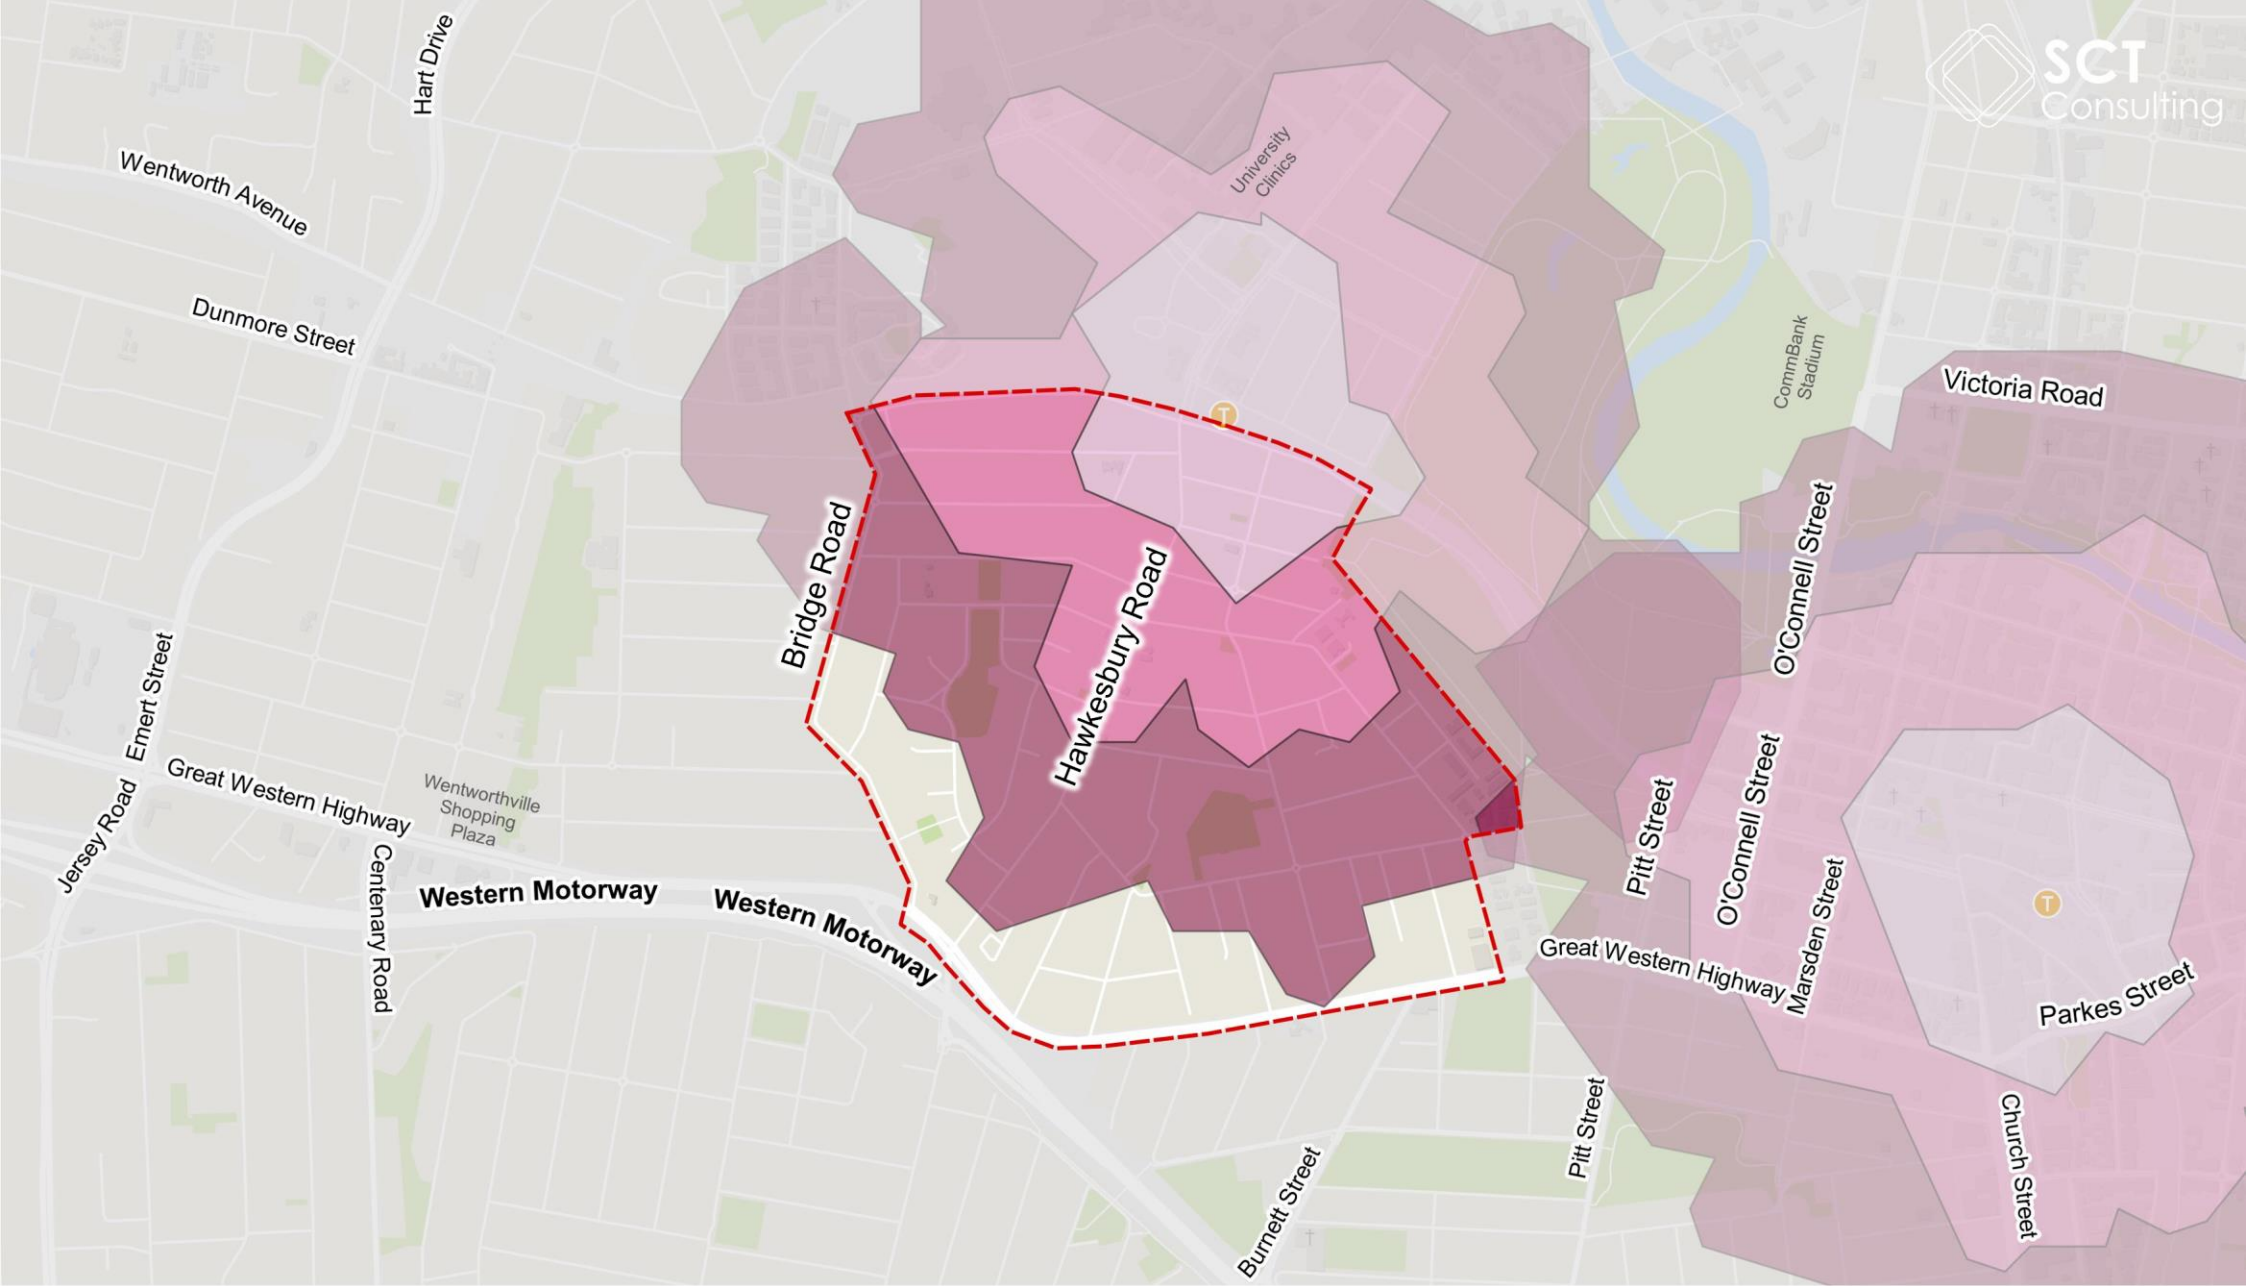 Hart Drive
SCT
Consulting
University
Clinics
Wentworth Avenue
Dunmore Street
CommBank
Stadium
Victoria Road
T
Bridge Road
O'Connell Street
Hawkesbury Road
Emert Street
Great Western Highway
Wentworthville
Shopping
Plaza
Jersey Road
Centenary Road
Western Motorway
Western Motorway
Pitt Street
O'Connell Street
Marsden Street
T
Great Western Highway
Parkes Street
Pitt Street
Church Street
Burnett Street